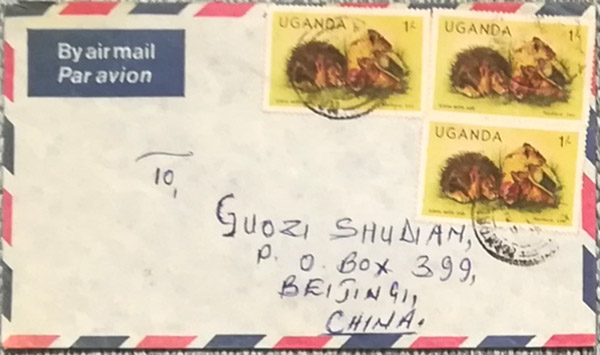 By air mail
Par avion
UGANDA 1/-
UGANDA 1/-
UGANDA 1/-
TO,
GUOZI SHUDIAN,
P. O. BOX 399,
BEIJING,
CHINA.